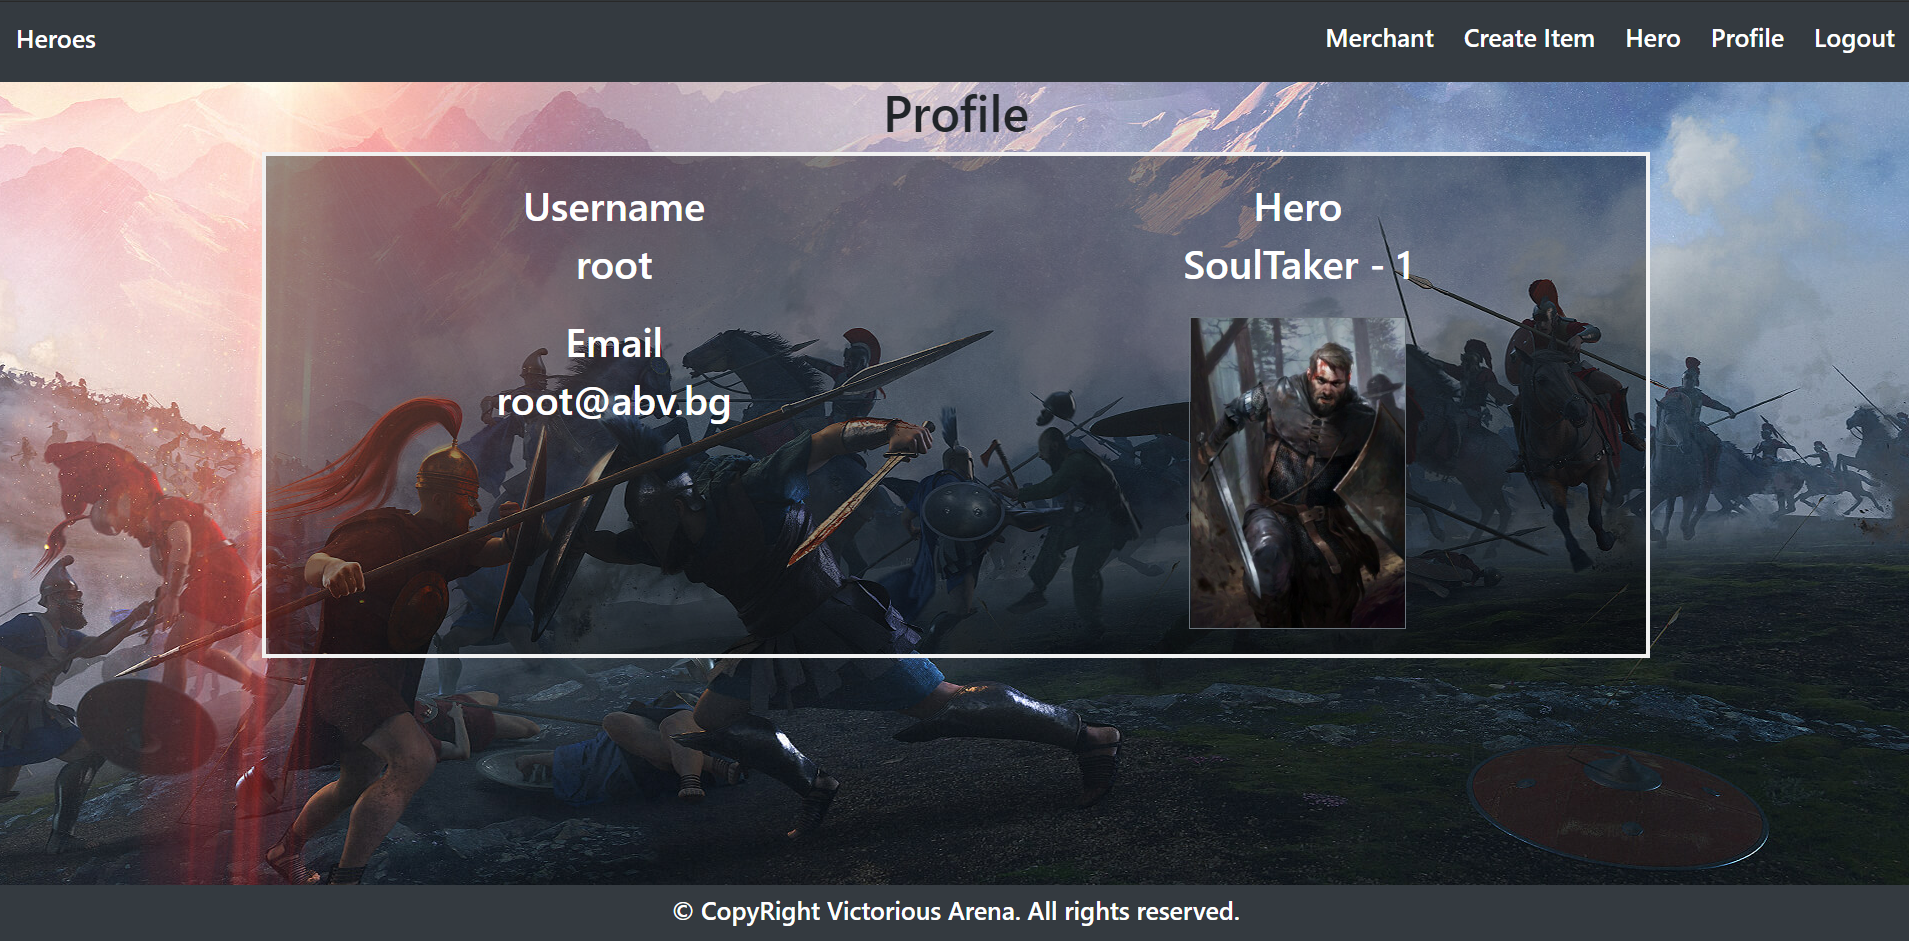 Heroes
Merchant Create Item Hero Profile Logout
Profile
Username
root
Email
root@abv.bg
Hero
SoulTaker - 1
© CopyRight Victorious Arena. All rights reserved.